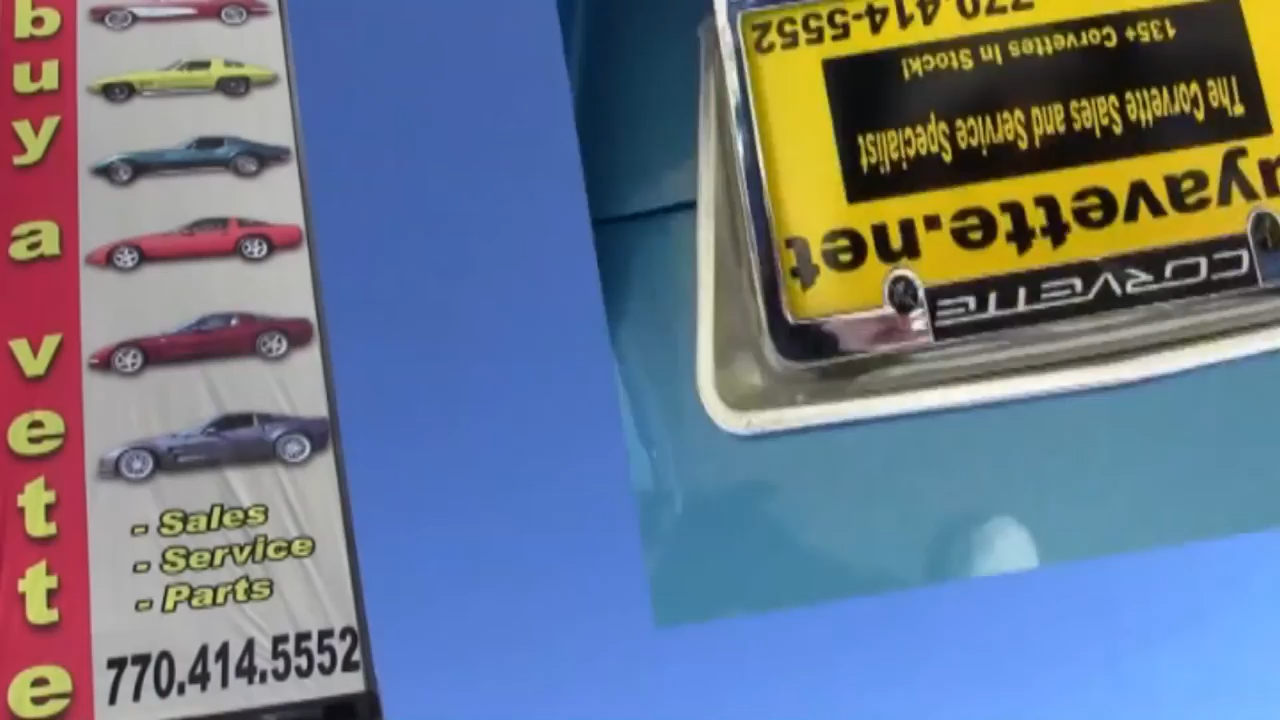 buy a vette
- Sales
- Service
- Parts
770.414.5552
770.414-5552
135+ Corvettes In Stock!
The Corvette Sales and Service Specialist
uyavette.net
CORVETTE